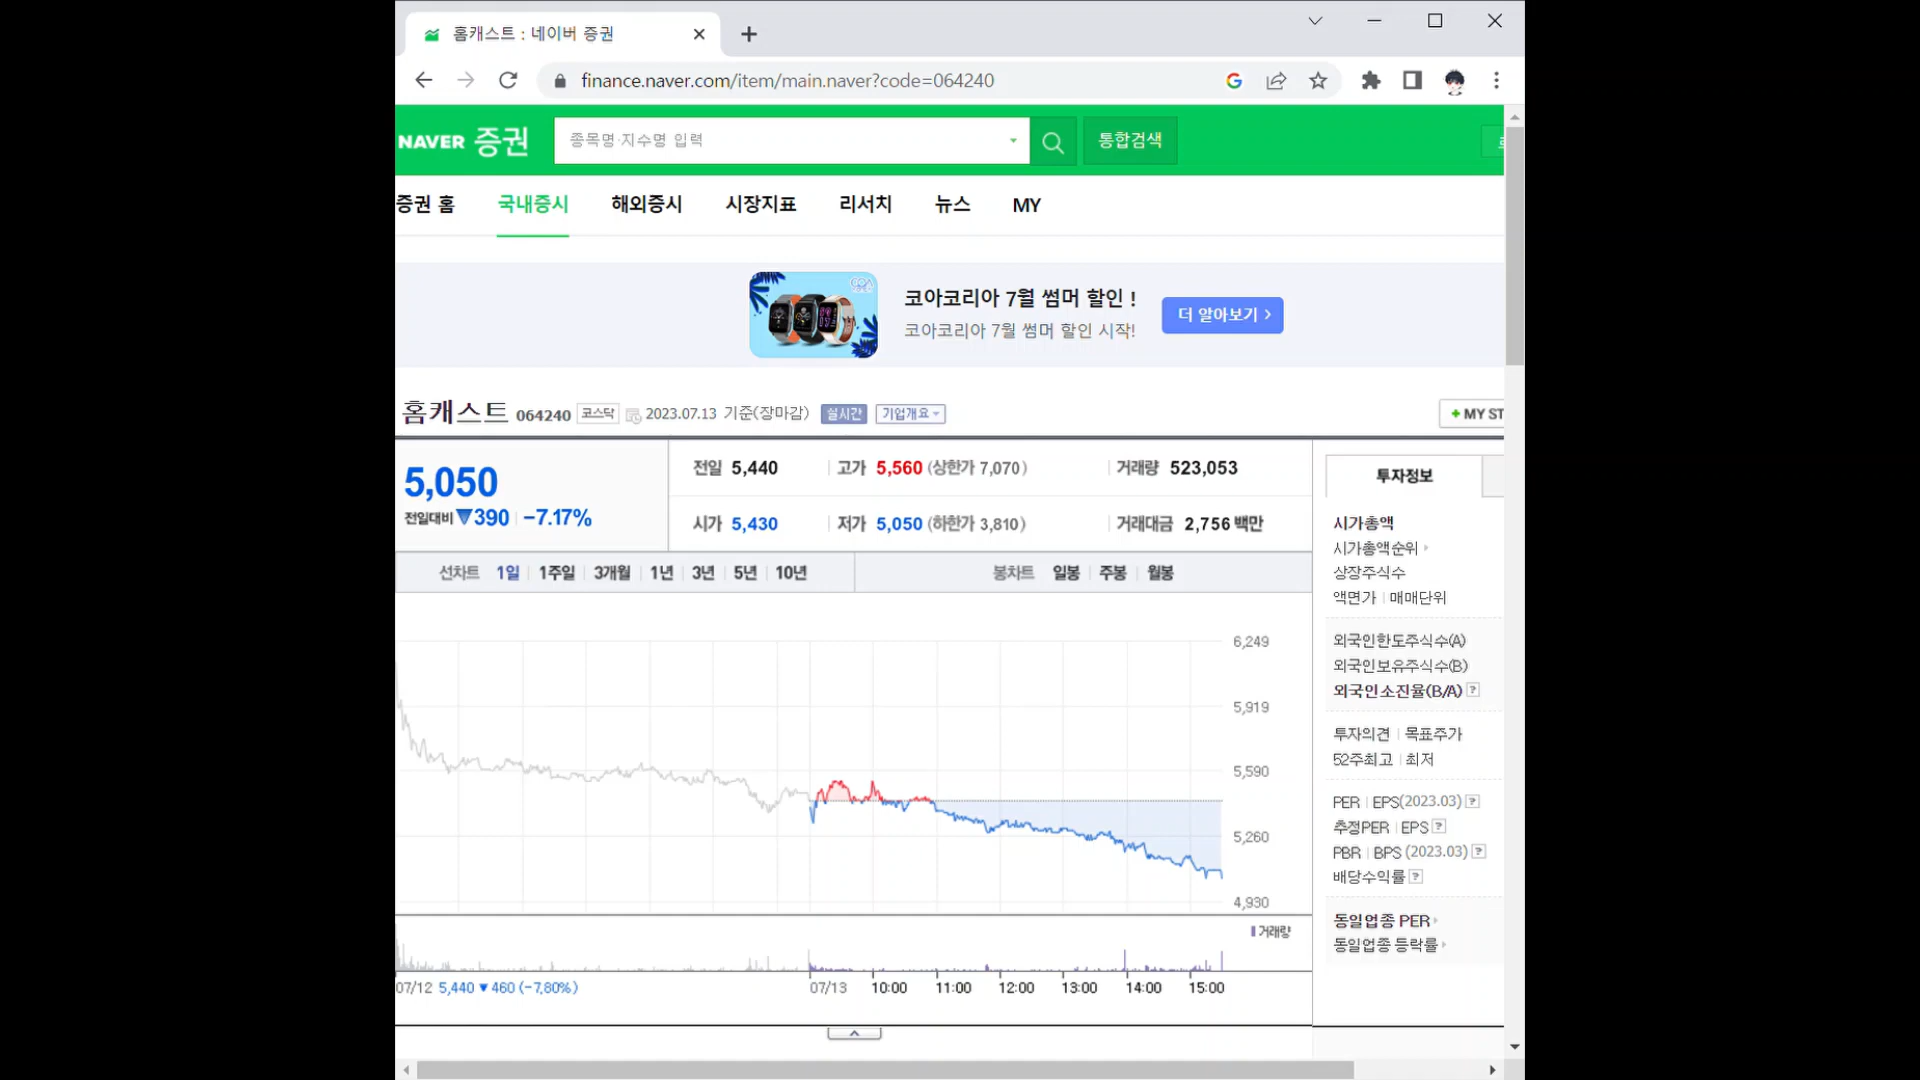 홈캐스트 : 네이버 증권
finance.naver.com/item/main.naver?code=064240
NAVER 증권
종목명·지수명 입력
통합검색
증권 홈 국내증시 해외증시 시장지표 리서치 뉴스 MY
코아코리아 7월 썸머 할인 !
코아코리아 7월 썸머 할인 시작!
더 알아보기
홈캐스트 064240 코스닥 2023.07.13 기준(장마감) 실시간 기업개요
+ MY ST
5,050
전일대비 ▼390 -7.17%
전일 5,440 고가 5,560 (상한가 7,070) 거래량 523,053
시가 5,430 저가 5,050 (하한가 3,810) 거래대금 2,756 백만
선차트 1일 1주일 3개월 1년 3년 5년 10년 봉차트 일봉 주봉 월봉
6,249
5,919
5,590
5,260
4,930
거래량
07/12 5,440 ▼ 460 (-7,80%)
07/13 10:00 11:00 12:00 13:00 14:00 15:00
투자정보
시가총액
시가총액순위
상장주식수
액면가 | 매매단위
외국인한도주식수(A)
외국인보유주식수(B)
외국인소진율(B/A) ?
투자의견 | 목표주가
52주최고 | 최저
PER | EPS(2023.03) ?
추정PER | EPS ?
PBR | BPS (2023.03) ?
배당수익률 ?
동일업종 PER
동일업종 등락률